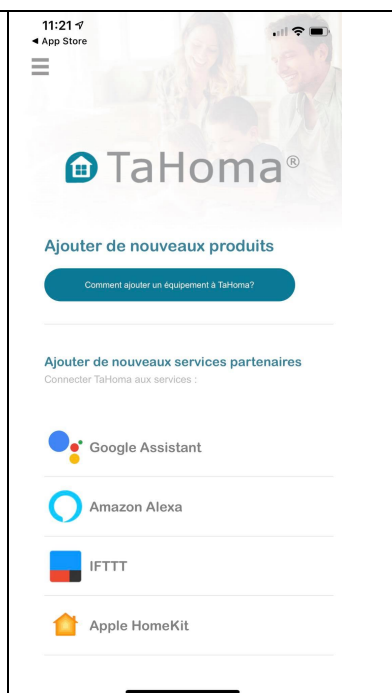 11:21
◀ App Store
TaHoma®
Ajouter de nouveaux produits
Comment ajouter un équipement à TaHoma?
Ajouter de nouveaux services partenaires
Connecter TaHoma aux services :
Google Assistant
Amazon Alexa
IFTTT
Apple HomeKit